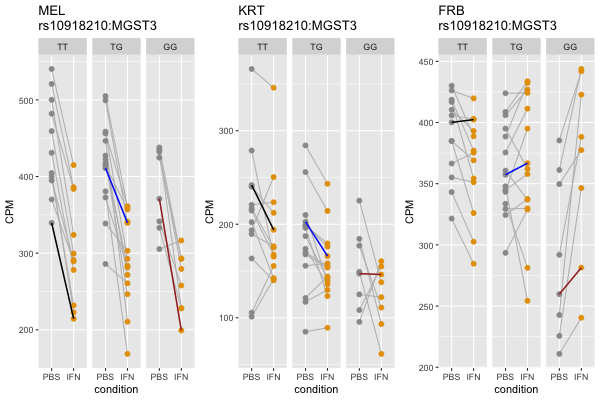 MEL
rs10918210:MGST3
TT TG GG
CPM
500
400
300
200
PBS IFN PBS IFN PBS IFN
condition
KRT
rs10918210:MGST3
TT TG GG
CPM
300
200
100
PBS IFN PBS IFN PBS IFN
condition
FRB
rs10918210:MGST3
TT TG GG
CPM
450
400
350
300
250
200
PBS IFN PBS IFN PBS IFN
condition